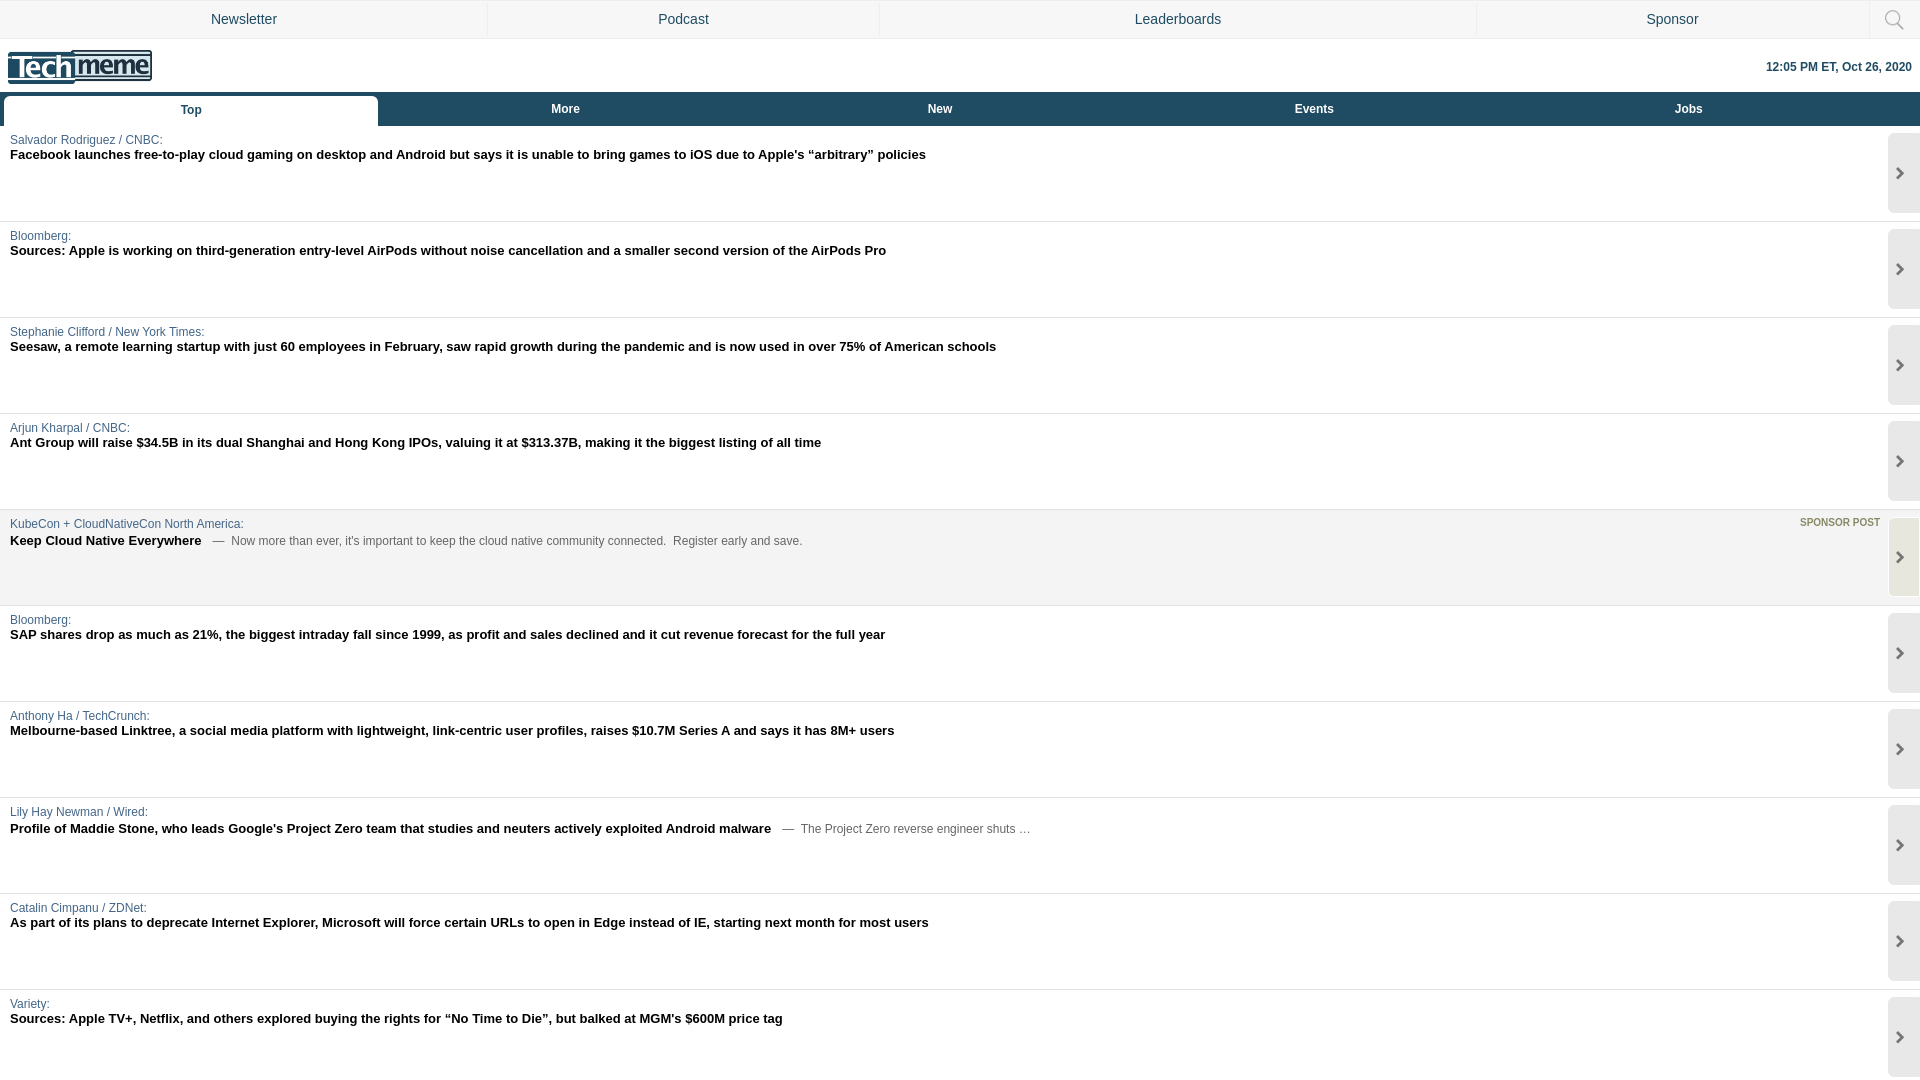 Newsletter
Podcast
Leaderboards
Sponsor
Techmeme
12:05 PM ET, Oct 26, 2020
Top
More
New
Events
Jobs
Salvador Rodriguez / CNBC:
Facebook launches free-to-play cloud gaming on desktop and Android but says it is unable to bring games to iOS due to Apple's “arbitrary” policies
Bloomberg:
Sources: Apple is working on third-generation entry-level AirPods without noise cancellation and a smaller second version of the AirPods Pro
Stephanie Clifford / New York Times:
Seesaw, a remote learning startup with just 60 employees in February, saw rapid growth during the pandemic and is now used in over 75% of American schools
Arjun Kharpal / CNBC:
Ant Group will raise $34.5B in its dual Shanghai and Hong Kong IPOs, valuing it at $313.37B, making it the biggest listing of all time
KubeCon + CloudNativeCon North America:
SPONSOR POST
Keep Cloud Native Everywhere — Now more than ever, it's important to keep the cloud native community connected. Register early and save.
Bloomberg:
SAP shares drop as much as 21%, the biggest intraday fall since 1999, as profit and sales declined and it cut revenue forecast for the full year
Anthony Ha / TechCrunch:
Melbourne-based Linktree, a social media platform with lightweight, link-centric user profiles, raises $10.7M Series A and says it has 8M+ users
Lily Hay Newman / Wired:
Profile of Maddie Stone, who leads Google's Project Zero team that studies and neuters actively exploited Android malware — The Project Zero reverse engineer shuts …
Catalin Cimpanu / ZDNet:
As part of its plans to deprecate Internet Explorer, Microsoft will force certain URLs to open in Edge instead of IE, starting next month for most users
Variety:
Sources: Apple TV+, Netflix, and others explored buying the rights for “No Time to Die”, but balked at MGM's $600M price tag